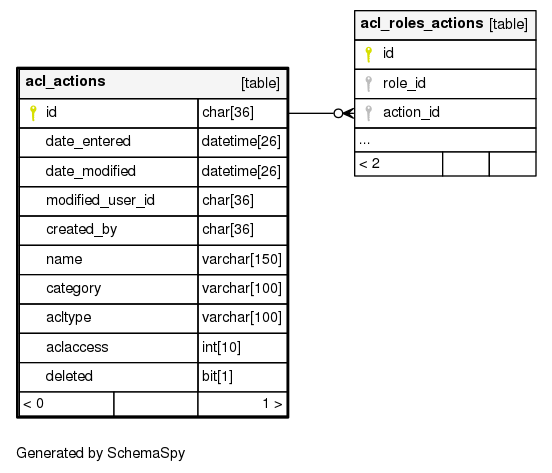 acl_roles_actions [table]
id
role_id
action_id
...
< 2
acl_actions [table]
id char[36]
date_entered datetime[26]
date_modified datetime[26]
modified_user_id char[36]
created_by char[36]
name varchar[150]
category varchar[100]
acltype varchar[100]
aclaccess int[10]
deleted bit[1]
< 0 1 >
Generated by SchemaSpy